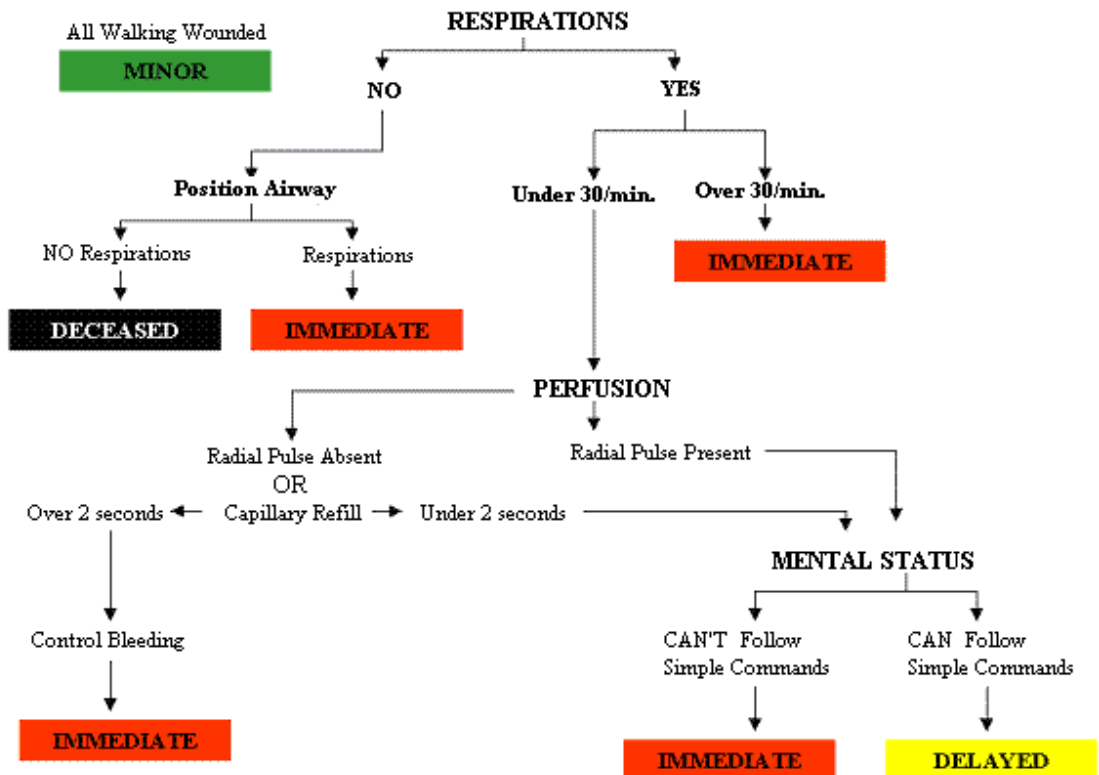 All Walking Wounded
MINOR
RESPIRATIONS
NO
YES
Position Airway
Under 30/min.
Over 30/min.
NO Respirations
Respirations
IMMEDIATE
DECEASED
IMMEDIATE
PERFUSION
Radial Pulse Absent
Radial Pulse Present
OR
Over 2 seconds
Capillary Refill
Under 2 seconds
MENTAL STATUS
Control Bleeding
CAN'T Follow
Simple Commands
CAN Follow
Simple Commands
IMMEDIATE
IMMEDIATE
DELAYED